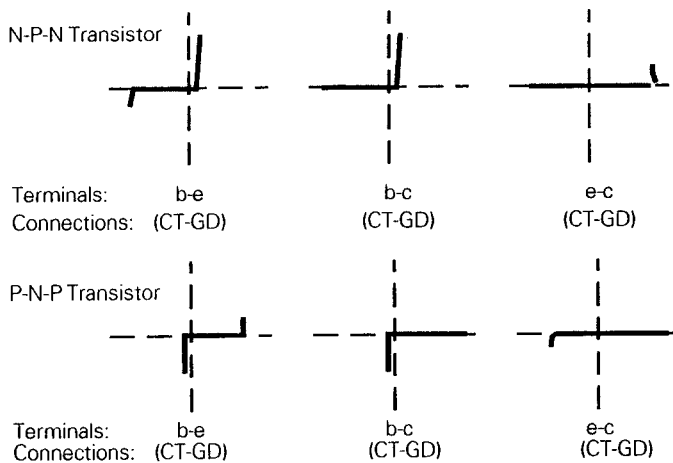 N-P-N Transistor
Terminals: b-e b-c e-c
Connections: (CT-GD) (CT-GD) (CT-GD)
P-N-P Transistor
Terminals: b-e b-c e-c
Connections: (CT-GD) (CT-GD) (CT-GD)